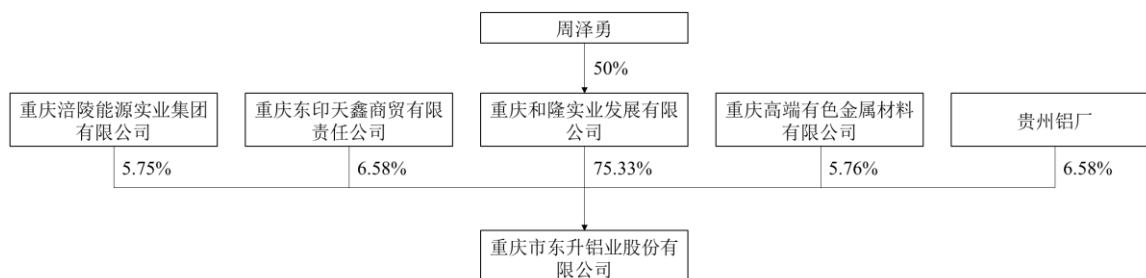 周泽勇
50%
重庆涪陵能源实业集团
有限公司
重庆东印天鑫商贸有限
责任公司
重庆和隆实业发展有限
公司
重庆高端有色金属材料
有限公司
贵州铝厂
5.75%
6.58%
75.33%
5.76%
6.58%
重庆市东升铝业股份有
限公司